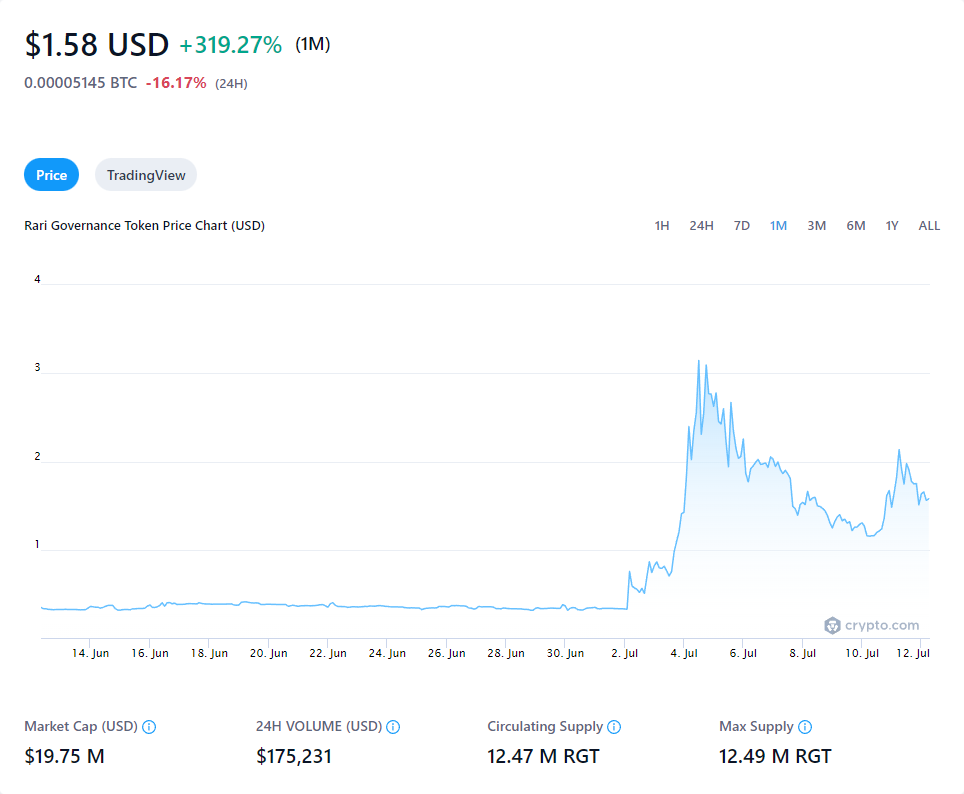 $1.58 USD +319.27% (1M)
0.00005145 BTC -16.17% (24H)
Price TradingView
Rari Governance Token Price Chart (USD) 1H 24H 7D 1M 3M 6M 1Y ALL
4
3
2
1
crypto.com
14. Jun 16. Jun 18. Jun 20. Jun 22. Jun 24. Jun 26. Jun 28. Jun 30. Jun 2. Jul 4. Jul 6. Jul 8. Jul 10. Jul 12. Jul
Market Cap (USD) 24H VOLUME (USD) Circulating Supply Max Supply
$19.75 M $175,231 12.47 M RGT 12.49 M RGT